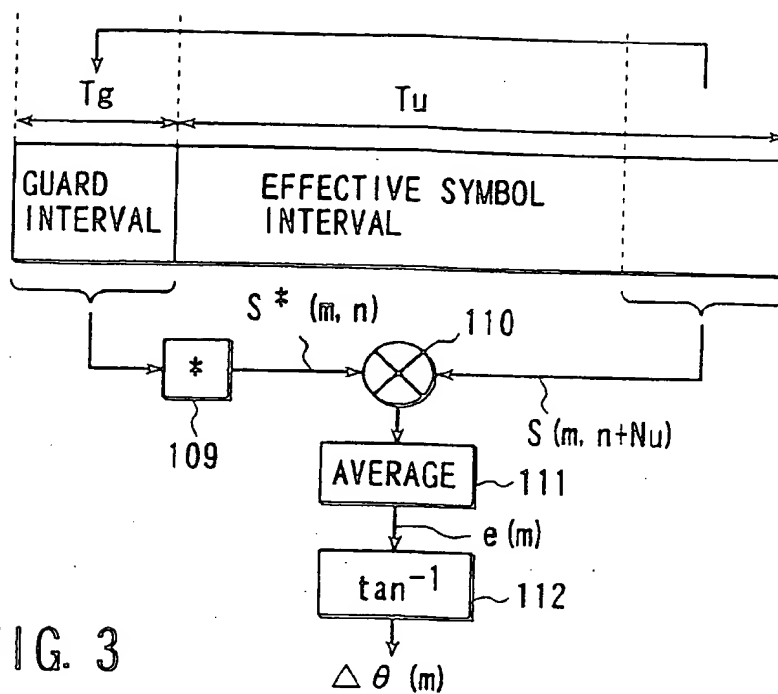 Tg
Tu
GUARD
INTERVAL
EFFECTIVE SYMBOL
INTERVAL
S* (m, n)
110
*
109
S (m, n+Nu)
AVERAGE
111
e (m)
tan⁻¹
112
IG. 3
△θ (m)